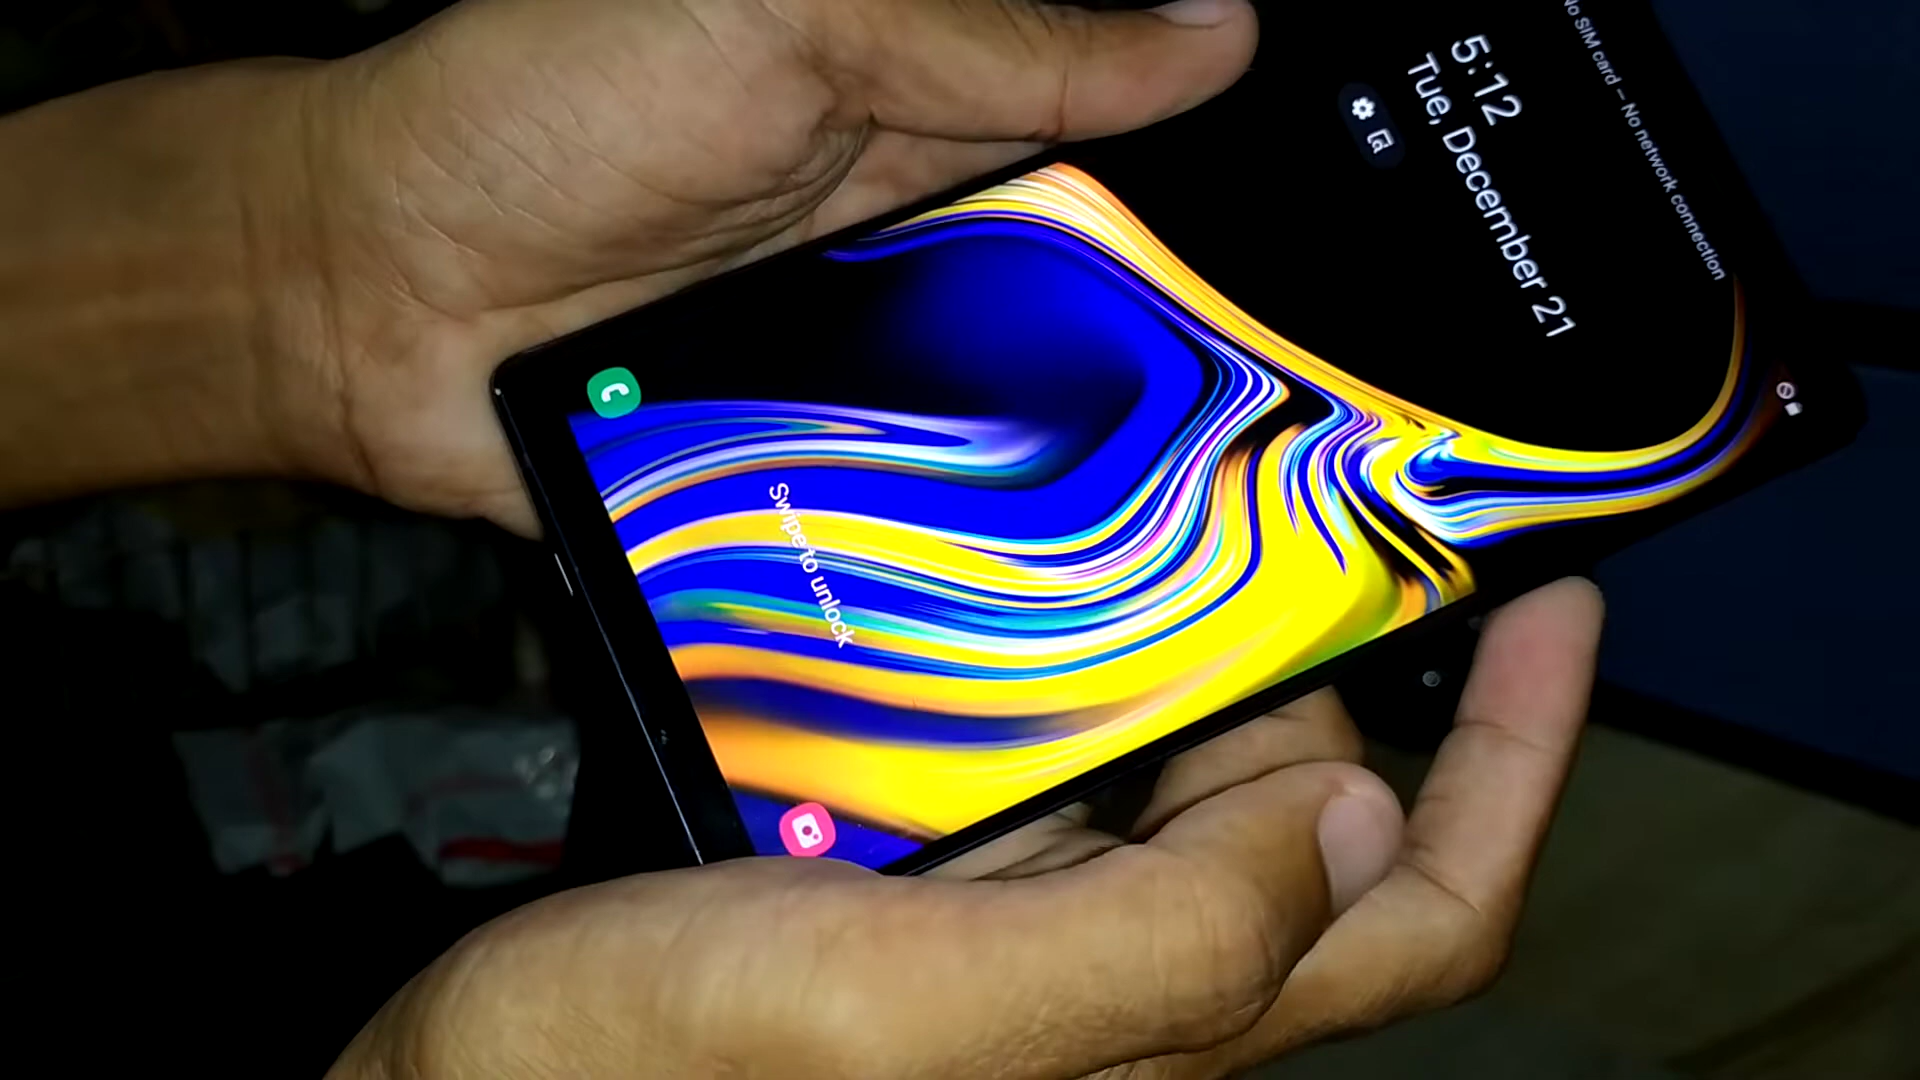 No SIM card – No network connection
5:12
Tue, December 21
Swipe to unlock